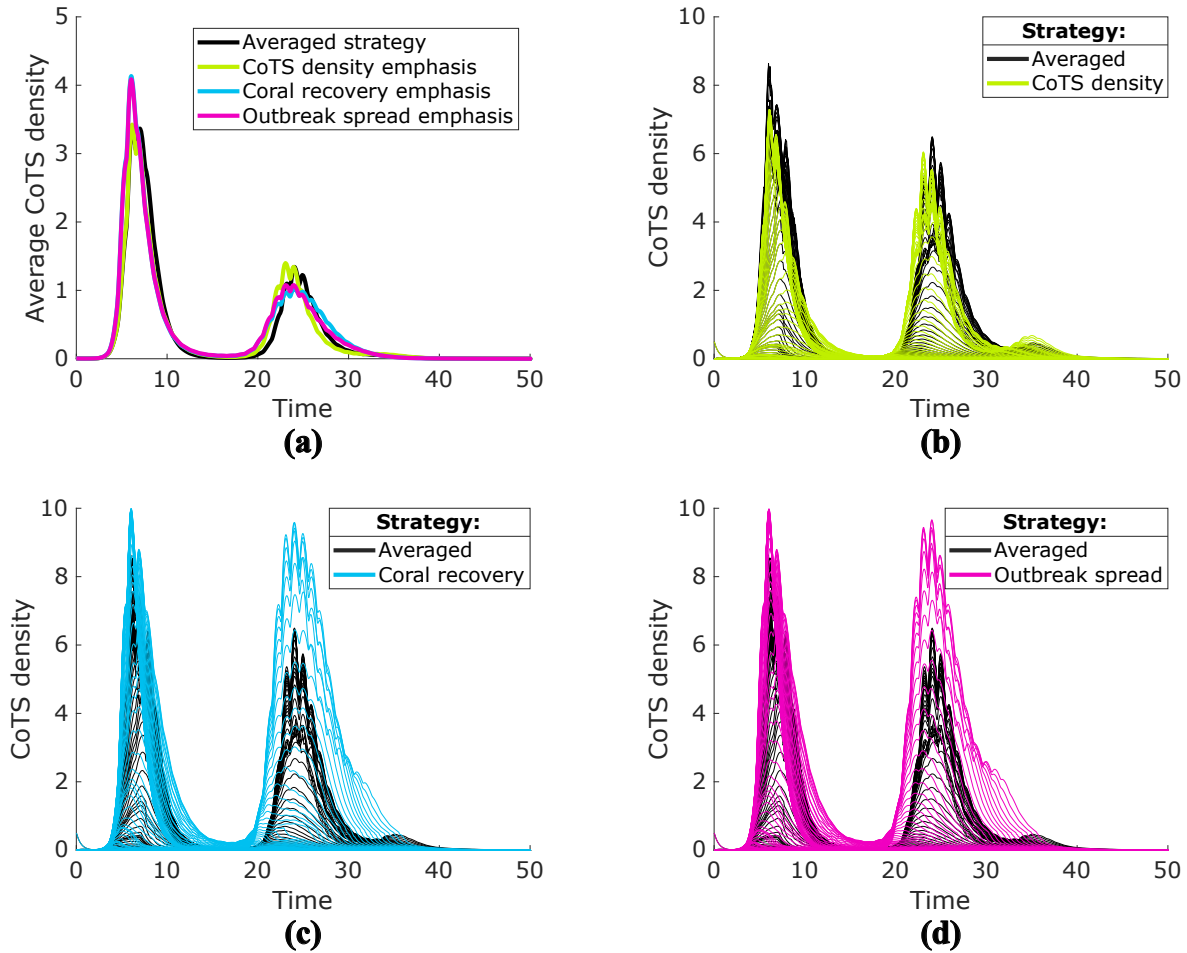 5
4
3
2
1
0
Average CoTS density
Averaged strategy
CoTS density emphasis
Coral recovery emphasis
Outbreak spread emphasis
0 10 20 30 40 50
Time
(a)
10
8
6
4
2
0
CoTS density
Strategy:
Averaged
CoTS density
0 10 20 30 40 50
Time
(b)
10
8
6
4
2
0
CoTS density
Strategy:
Averaged
Coral recovery
0 10 20 30 40 50
Time
(c)
10
8
6
4
2
0
CoTS density
Strategy:
Averaged
Outbreak spread
0 10 20 30 40 50
Time
(d)